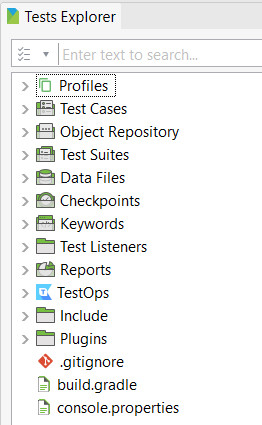 Tests Explorer
Enter text to search...
Profiles
Test Cases
Object Repository
Test Suites
Data Files
Checkpoints
Keywords
Test Listeners
Reports
TestOps
Include
Plugins
.gitignore
build.gradle
console.properties